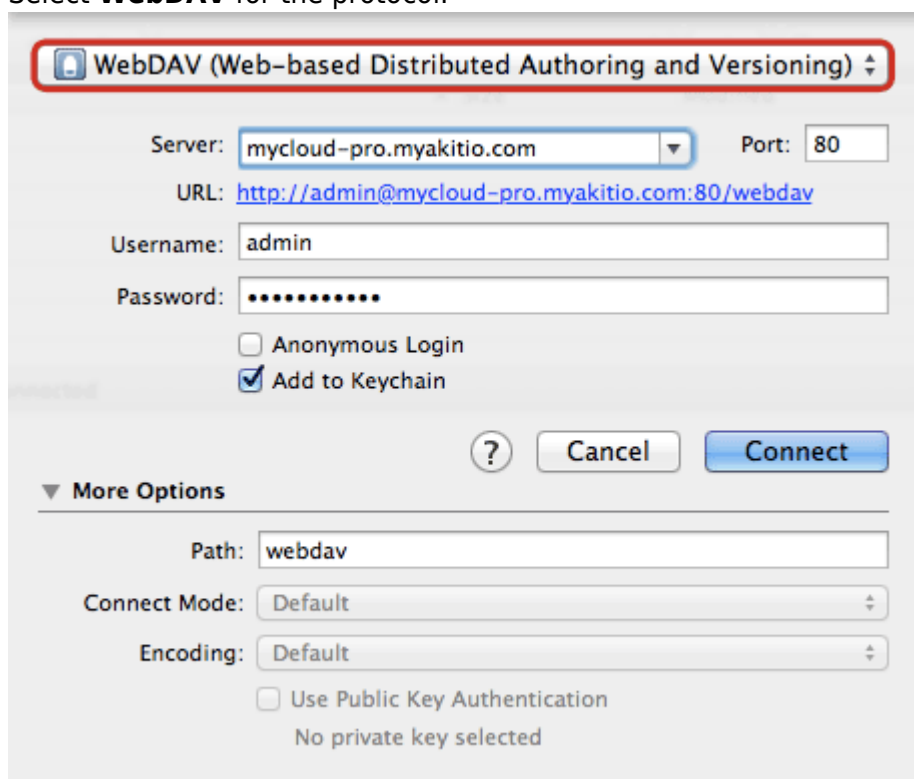 Select WebDAV for the protocol.
WebDAV (Web-based Distributed Authoring and Versioning)
Server: mycloud-pro.myakitio.com Port: 80
URL: http://admin@mycloud-pro.myakitio.com:80/webdav
Username: admin
Password: •••••••••••
Anonymous Login
Add to Keychain
? Cancel Connect
More Options
Path: webdav
Connect Mode: Default
Encoding: Default
Use Public Key Authentication
No private key selected